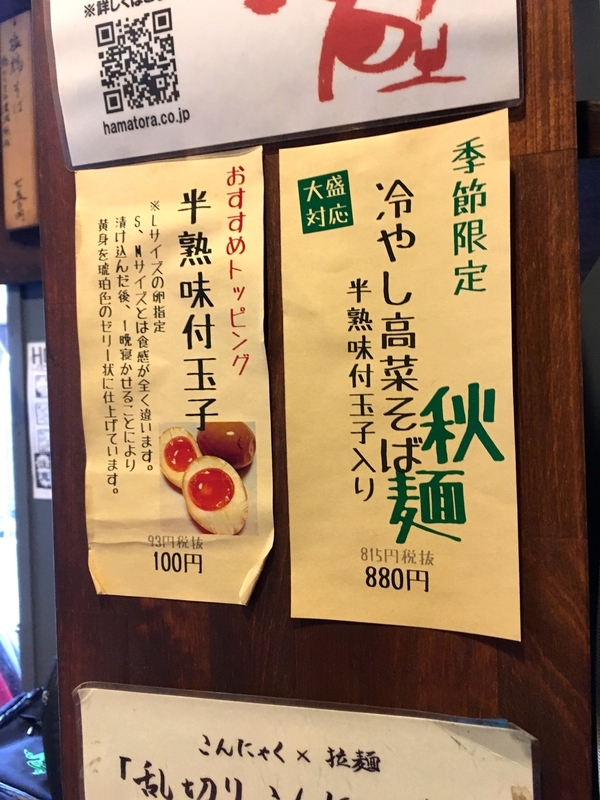 ※詳しくはこ
hamatora.co.jp
おすすめトッピング
半熟味付玉子
※Lサイズの卵指定
S、Mサイズとは食感が全く違います。
漬け込んだ後、1晩寝かせることにより
黄身を琥珀色のゼリー状に仕上げています。
93円税抜
100円
季節限定
秋麺
大盛
対応
冷やし高菜そば
半熟味付玉子入り
815円税抜
880円
こんにゃく×拉麺
「乱切りこんに